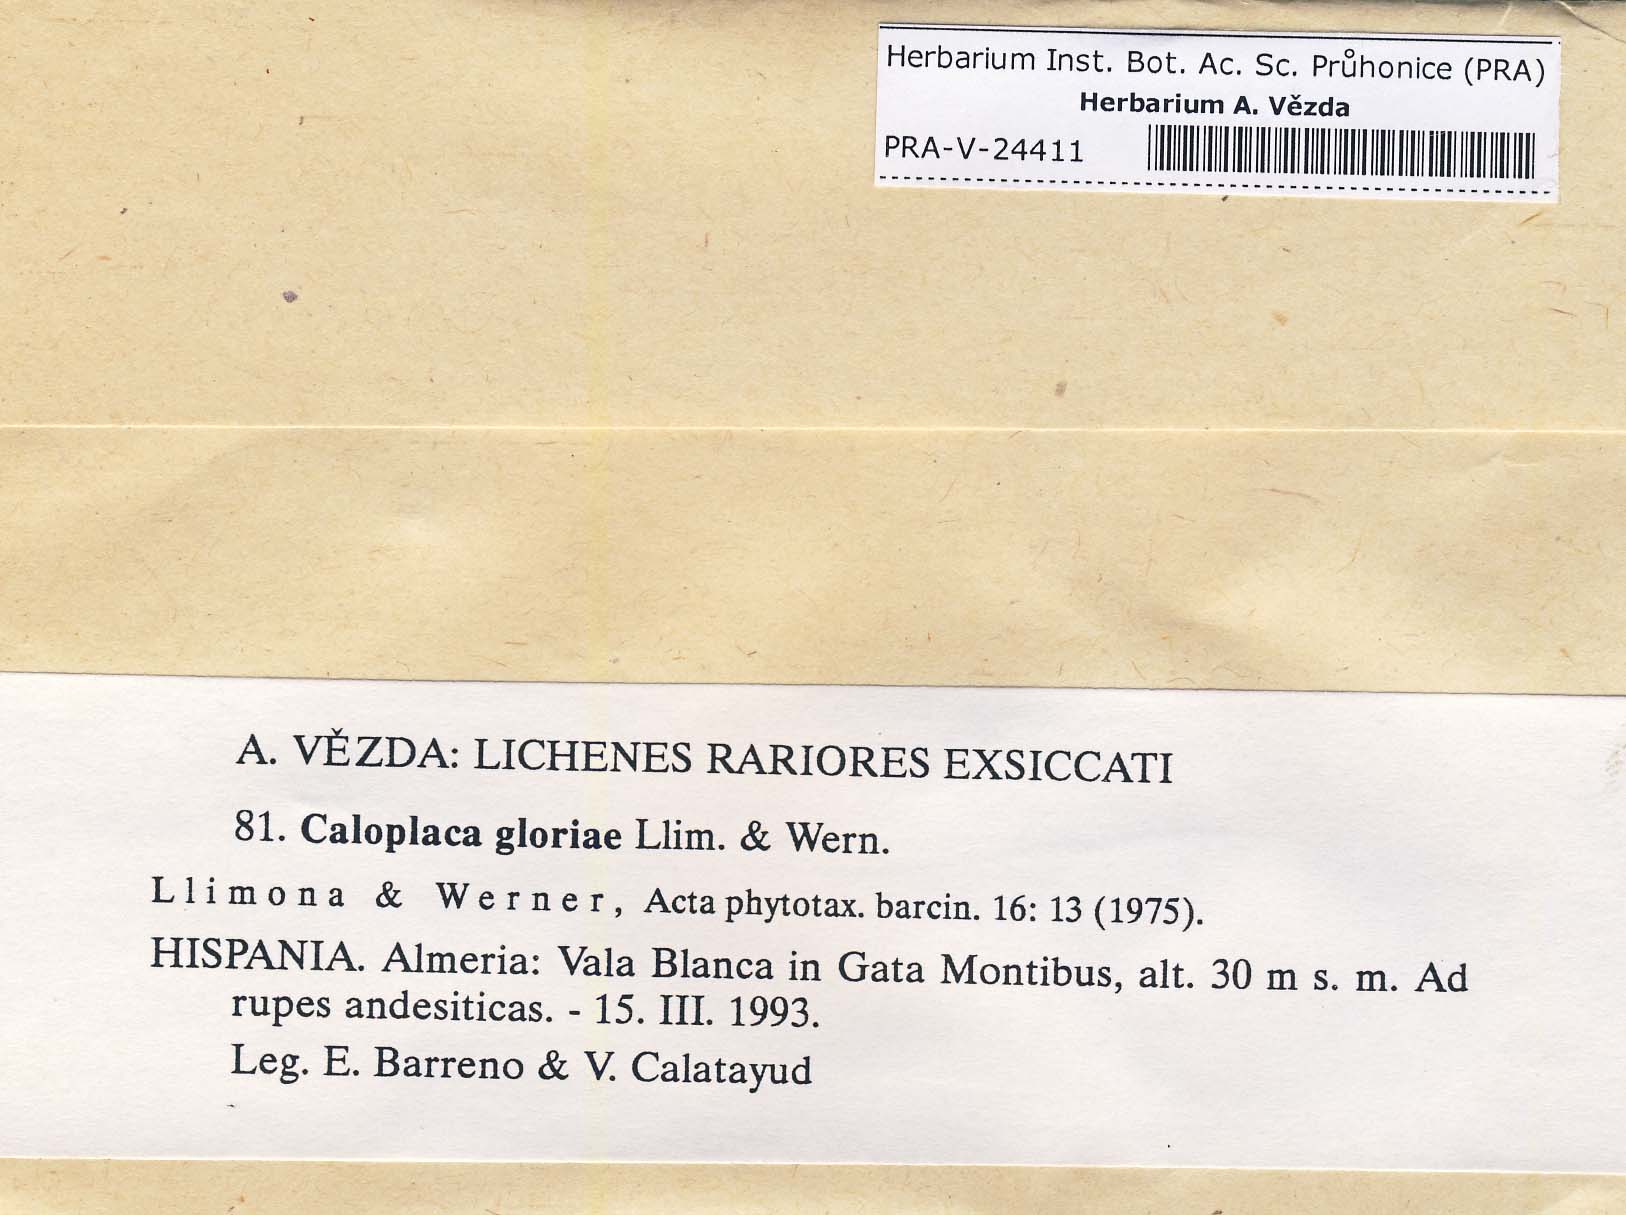 Herbarium Inst. Bot. Ac. Sc. Průhonice (PRA)
Herbarium A. Vězda
PRA-V-24411
A. VĚZDA: LICHENES RARIORES EXSICCATI
81. Caloplaca gloriae Llim. & Wern.
Llimona & Werner, Acta phytotax. barcin. 16: 13 (1975).
HISPANIA. Almeria: Vala Blanca in Gata Montibus, alt. 30 m s. m. Ad
rupes andesiticas. - 15. III. 1993.
Leg. E. Barreno & V. Calatayud